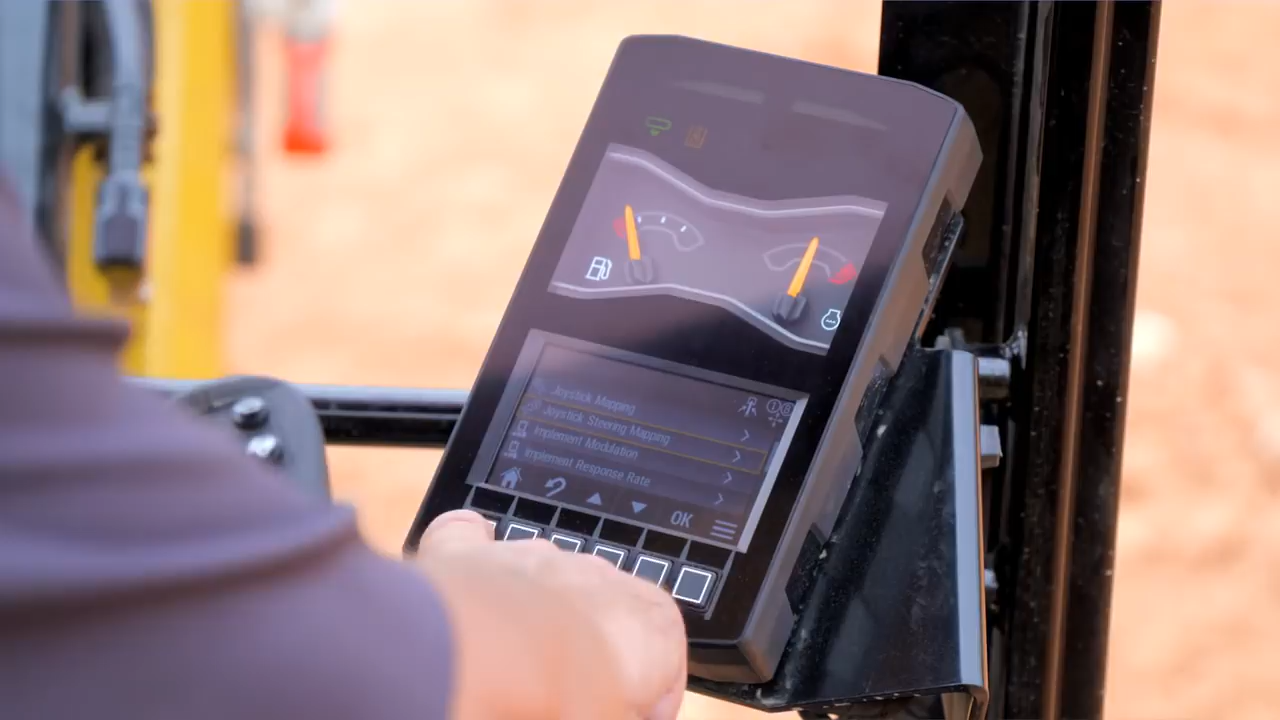 Joystick Mapping
Joystick Steering Mapping
Implement Modulation
Implement Response Rate
OK